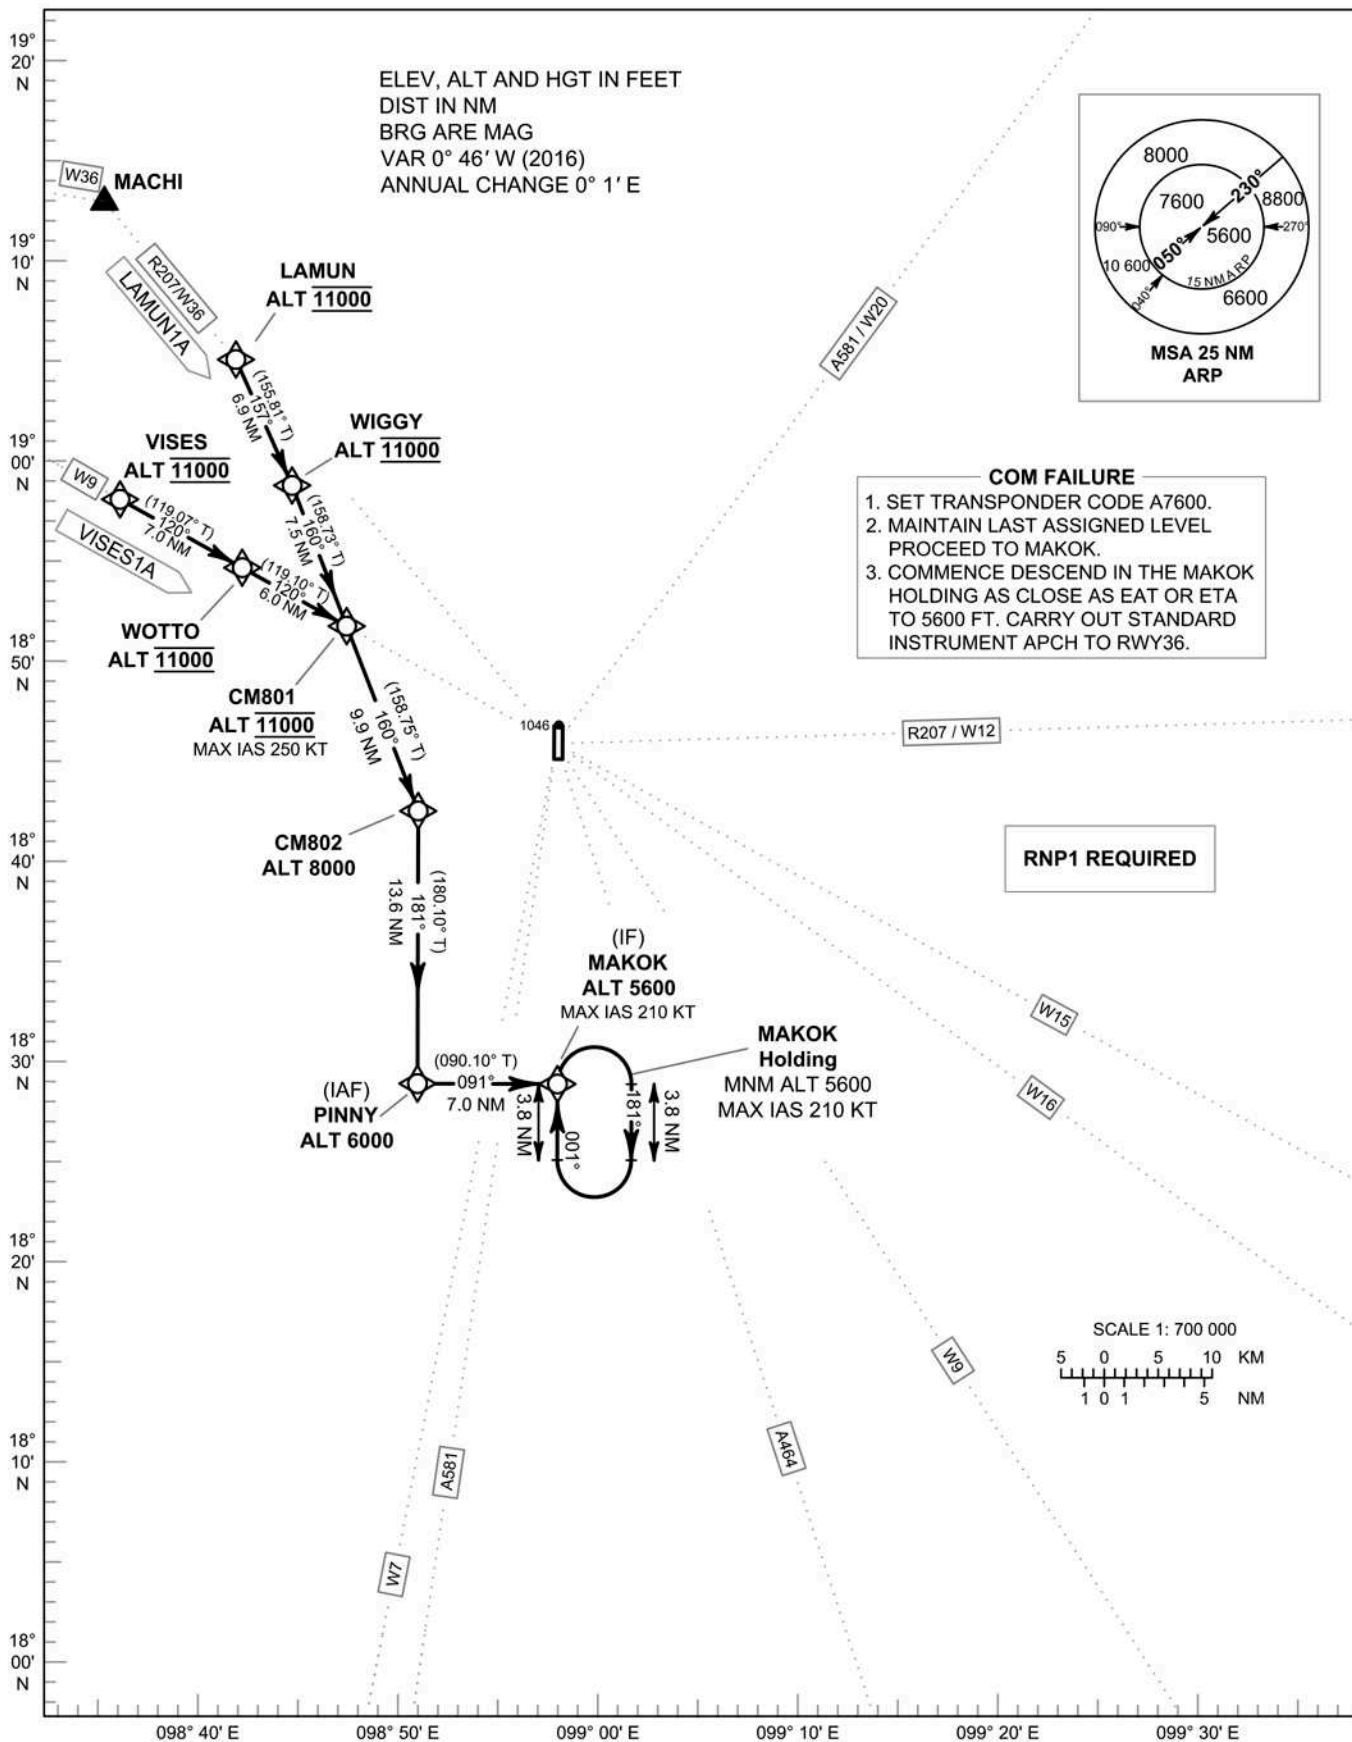 19°
20'
N
ELEV, ALT AND HGT IN FEET
DIST IN NM
BRG ARE MAG
VAR 0° 46' W (2016)
ANNUAL CHANGE 0° 1' E
8000
7600
230°
8800
090°
270°
5600
050°
10 600
15 NM ARP
040°
6600
MSA 25 NM
ARP
W36
MACHI
19°
10'
N
R207/W36
LAMUN1A
LAMUN
ALT 11000
A581 / W20
(155.81° T)
157°
6.9 NM
WIGGY
ALT 11000
19°
00'
N
VISES
ALT 11000
W9
(119.07° T)
120°
7.0 NM
VISES1A
(158.73° T)
160°
7.5 NM
(119.10° T)
120°
6.0 NM
COM FAILURE
1. SET TRANSPONDER CODE A7600.
2. MAINTAIN LAST ASSIGNED LEVEL
PROCEED TO MAKOK.
3. COMMENCE DESCEND IN THE MAKOK
HOLDING AS CLOSE AS EAT OR ETA
TO 5600 FT. CARRY OUT STANDARD
INSTRUMENT APCH TO RWY36.
18°
50'
N
WOTTO
ALT 11000
CM801
ALT 11000
MAX IAS 250 KT
(158.75° T)
160°
9.9 NM
1046
R207 / W12
18°
40'
N
CM802
ALT 8000
RNP1 REQUIRED
(180.10° T)
181°
13.6 NM
(IF)
MAKOK
ALT 5600
MAX IAS 210 KT
W15
MAKOK
Holding
MNM ALT 5600
MAX IAS 210 KT
W16
18°
30'
N
(IAF)
PINNY
ALT 6000
(090.10° T)
091°
7.0 NM
3.8 NM
001°
181°
3.8 NM
18°
20'
N
SCALE 1: 700 000
5 0 5 10 KM
1 0 1 5 NM
W9
18°
10'
N
A581
A464
W7
18°
00'
N
098° 40' E
098° 50' E
099° 00' E
099° 10' E
099° 20' E
099° 30' E